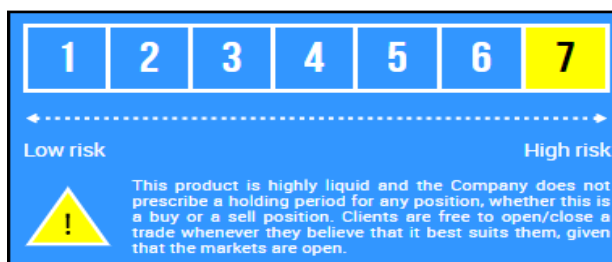 1 2 3 4 5 6 7
Low risk High risk
This product is highly liquid and the Company does not
prescribe a holding period for any position, whether this is
a buy or a sell position. Clients are free to open/close a
trade whenever they believe that it best suits them, given
that the markets are open.
!